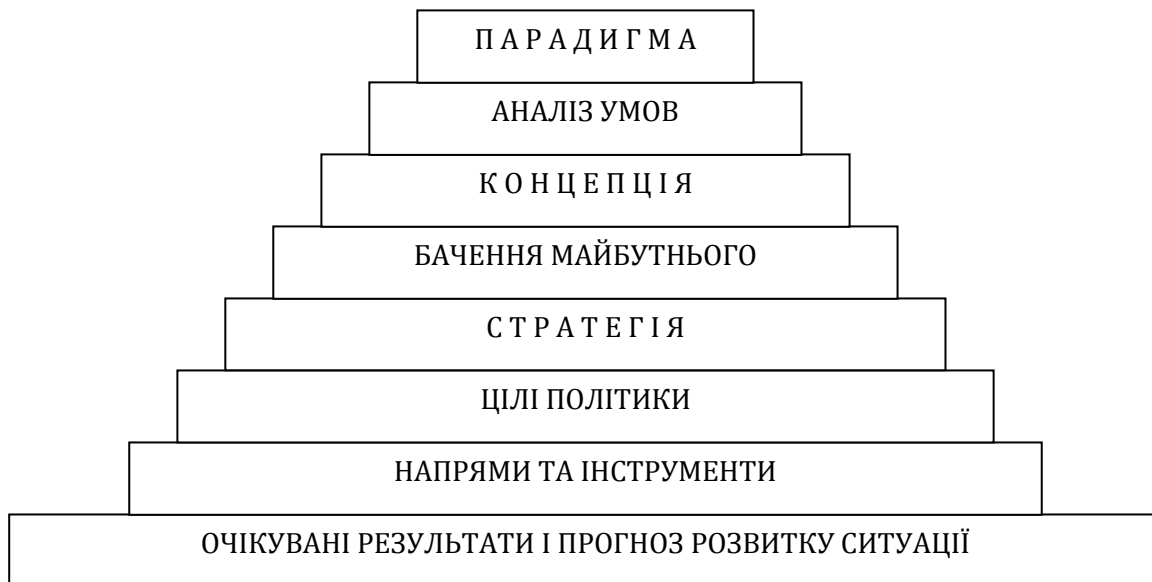 П А Р А Д И Г М А
АНАЛІЗ УМОВ
К О Н Ц Е П Ц І Я
БАЧЕННЯ МАЙБУТНЬОГО
С Т Р А Т Е Г І Я
ЦІЛІ ПОЛІТИКИ
НАПРЯМИ ТА ІНСТРУМЕНТИ
ОЧІКУВАНІ РЕЗУЛЬТАТИ І ПРОГНОЗ РОЗВИТКУ СИТУАЦІЇ